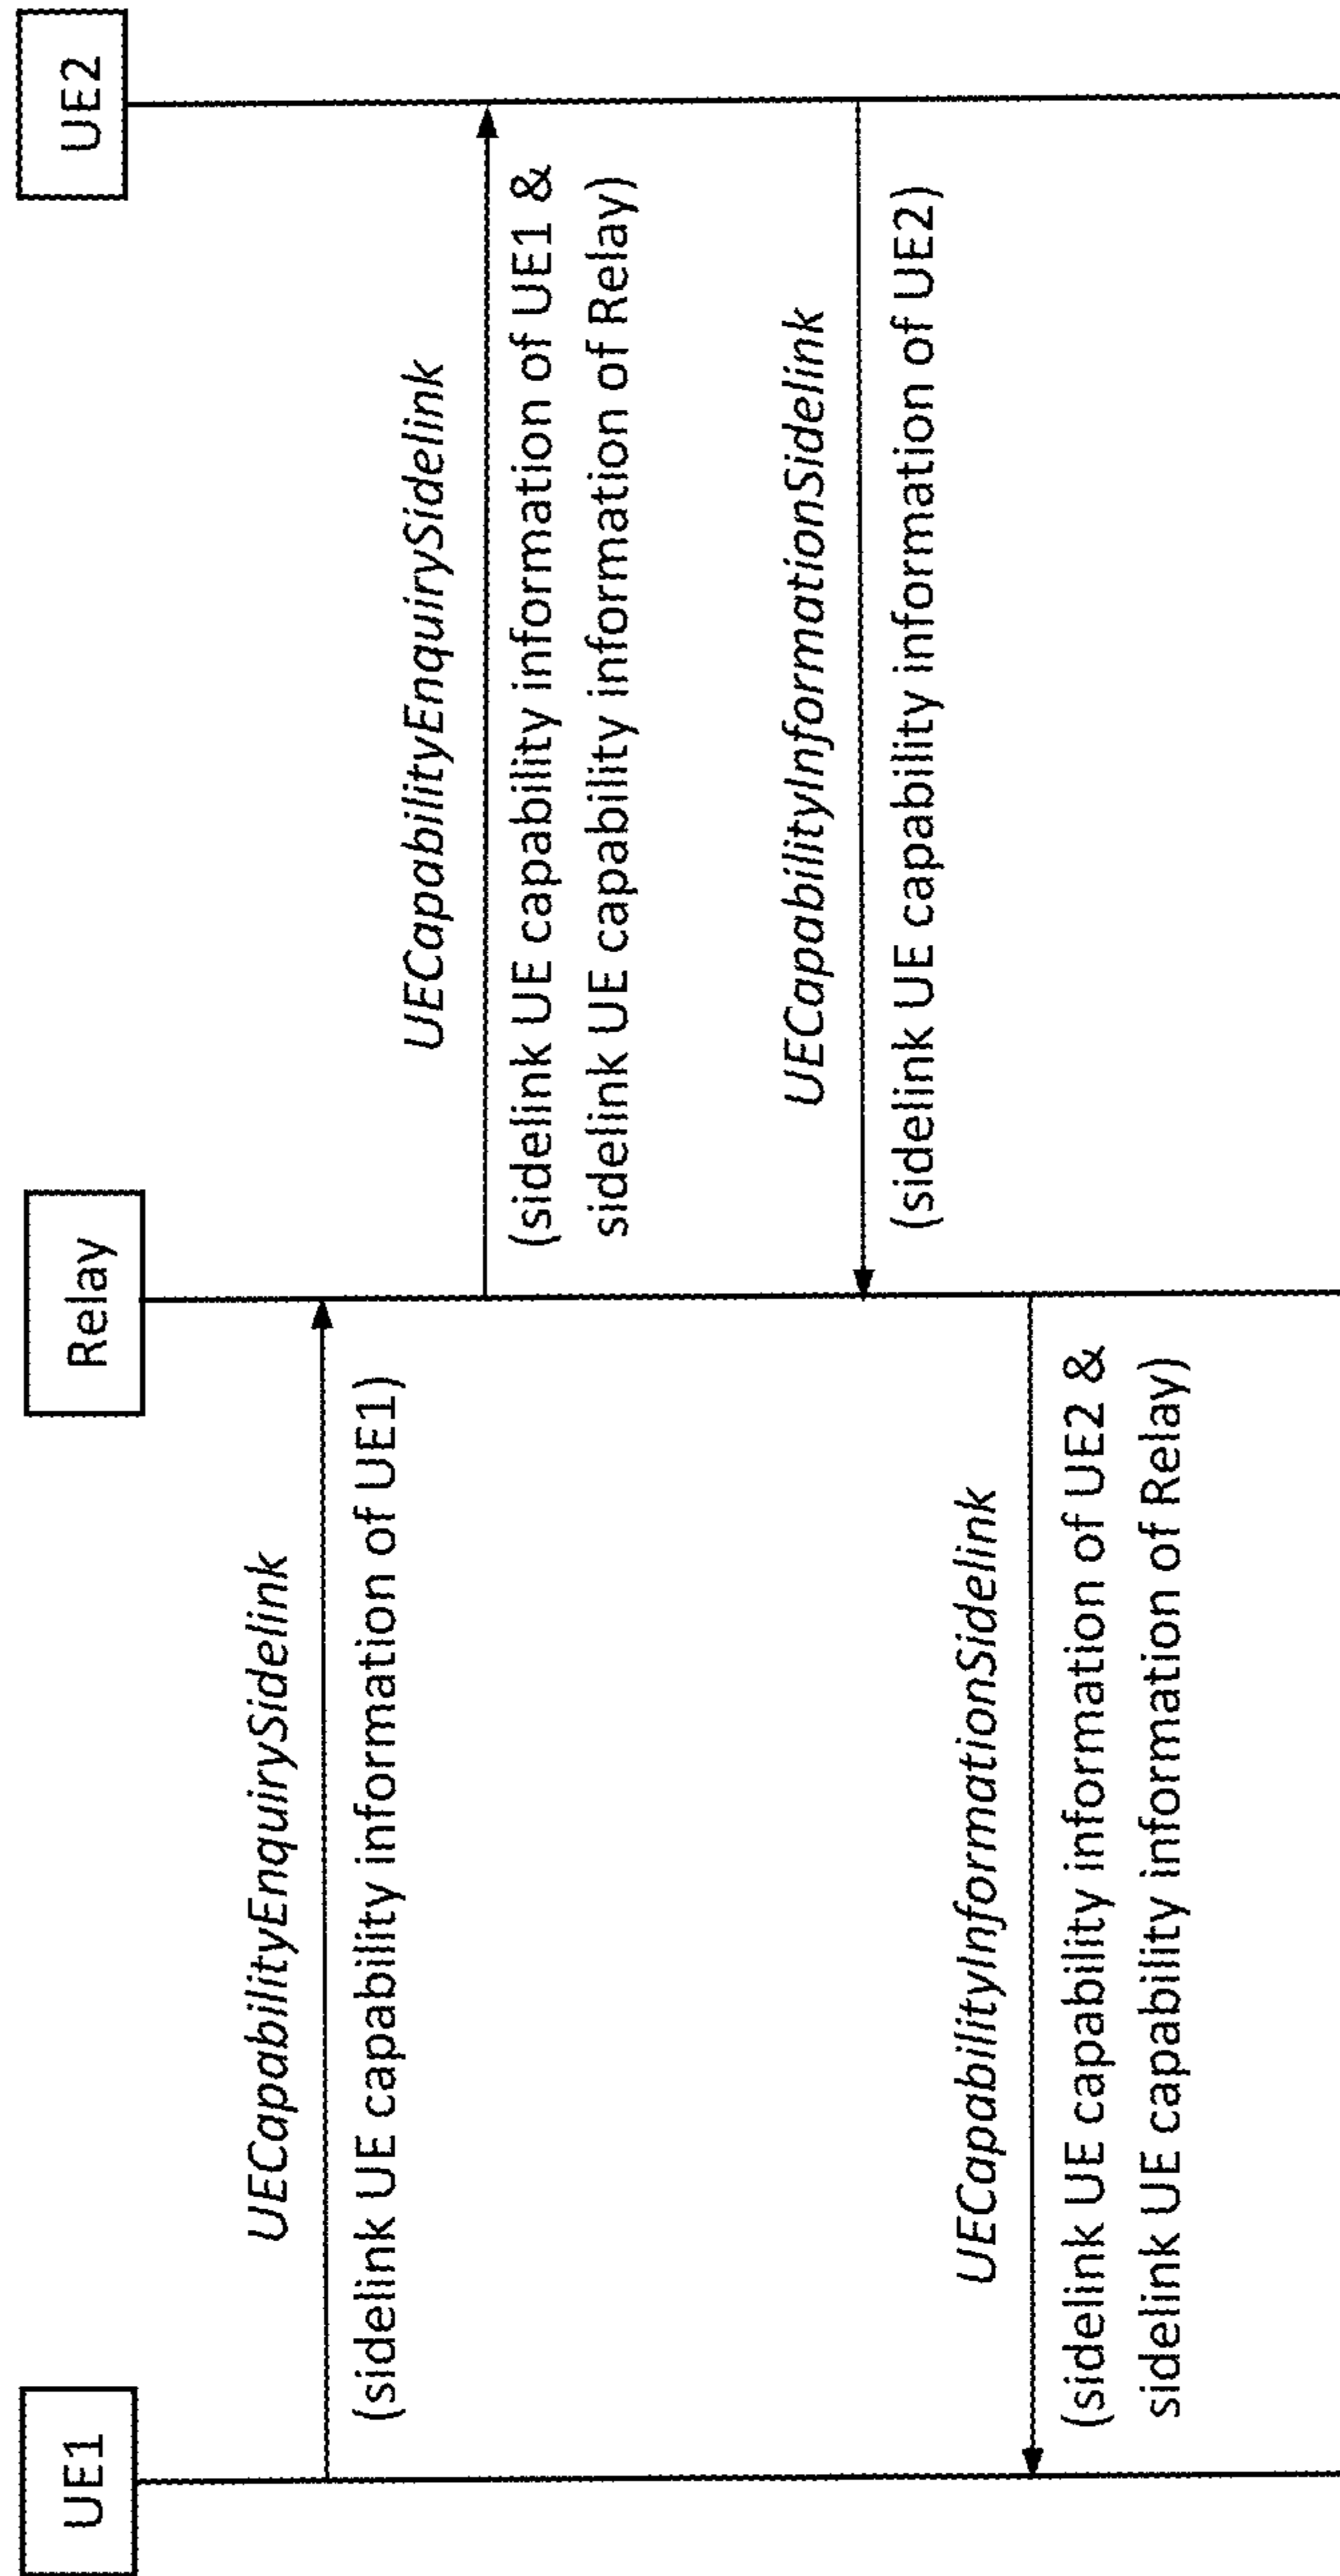 UE1
Relay
UE2
UECapabilityEnquirySidelink
(sidelink UE capability information of UE1)
UECapabilityEnquirySidelink
(sidelink UE capability information of UE1 &
sidelink UE capability information of Relay)
UECapabilityInformationSidelink
(sidelink UE capability information of UE2)
UECapabilityInformationSidelink
(sidelink UE capability information of UE2 &
sidelink UE capability information of Relay)